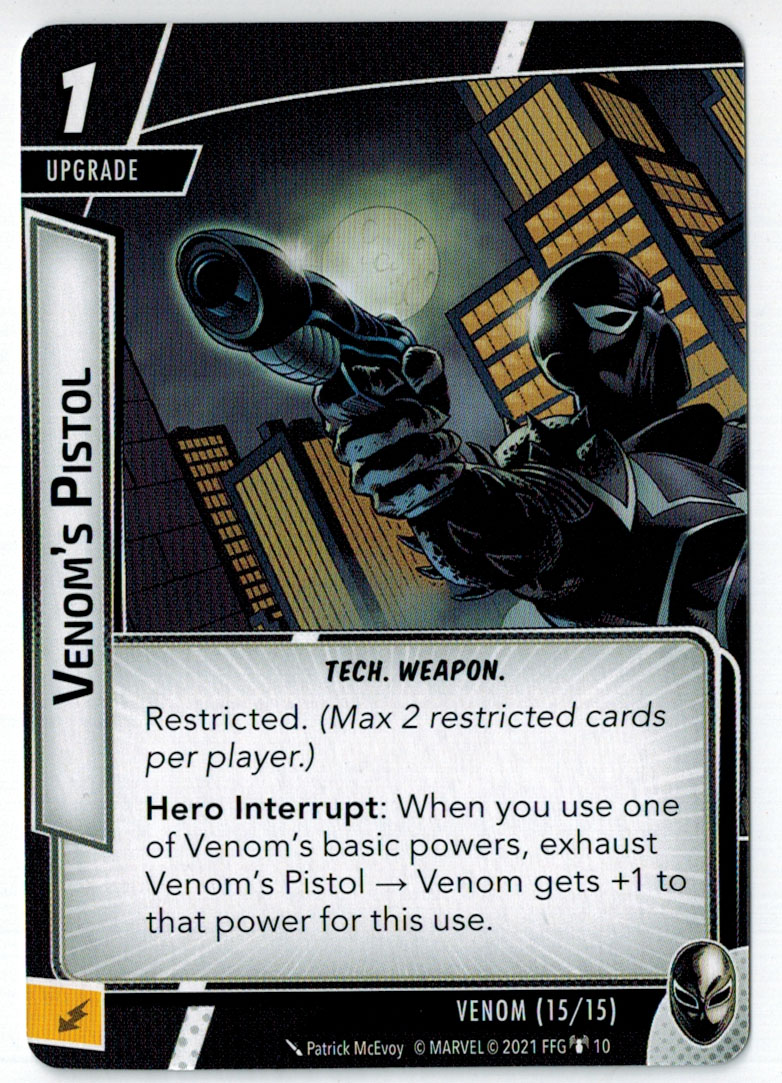 1
UPGRADE
VENOM'S PISTOL
TECH. WEAPON.
Restricted. (Max 2 restricted cards
per player.)
Hero Interrupt: When you use one
of Venom's basic powers, exhaust
Venom's Pistol → Venom gets +1 to
that power for this use.
VENOM (15/15)
Patrick McEvoy © MARVEL © 2021 FFG 10